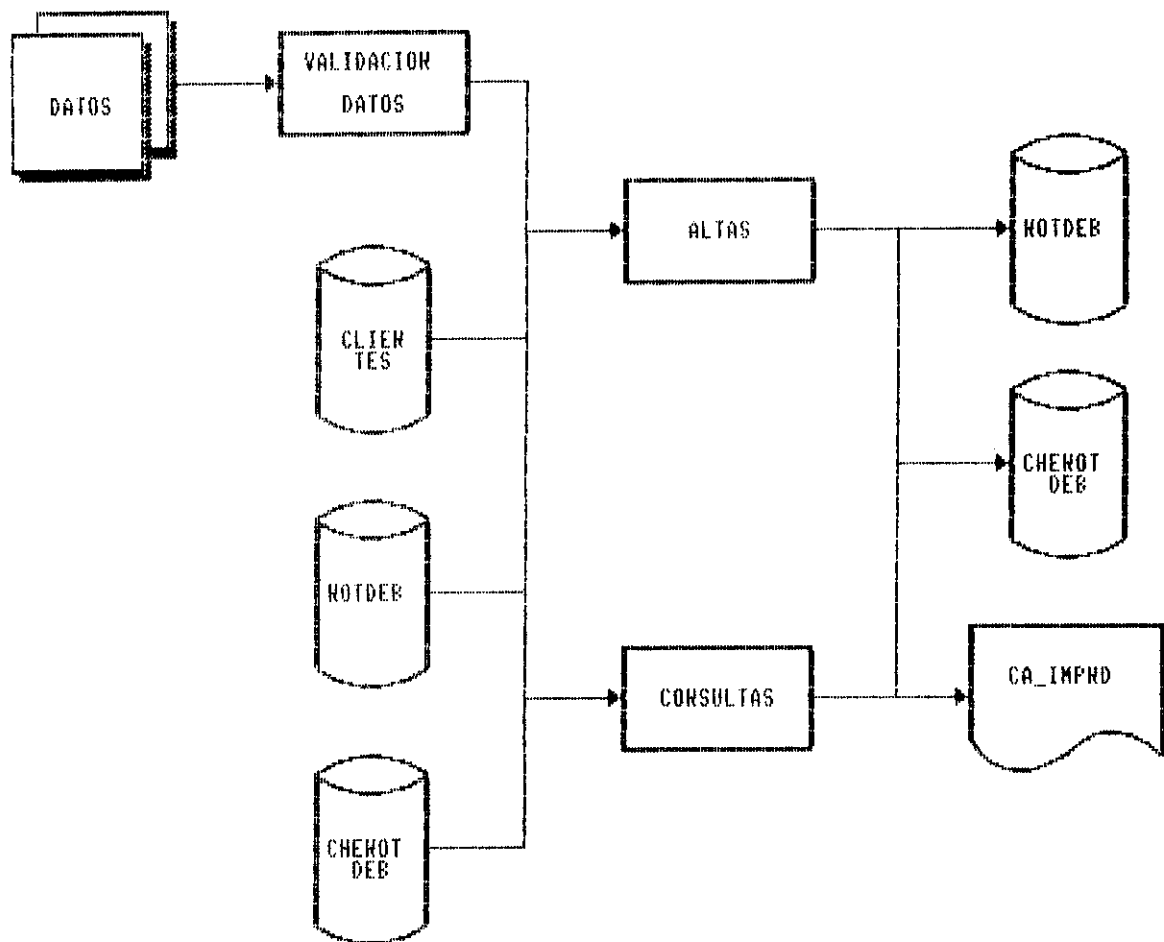 DATOS
VALIDACION
DATOS
ALTAS
NOTDEB
CLIEN
TES
CHENOT
DEB
NOTDEB
CONSULTAS
CA_IMPND
CHENOT
DEB